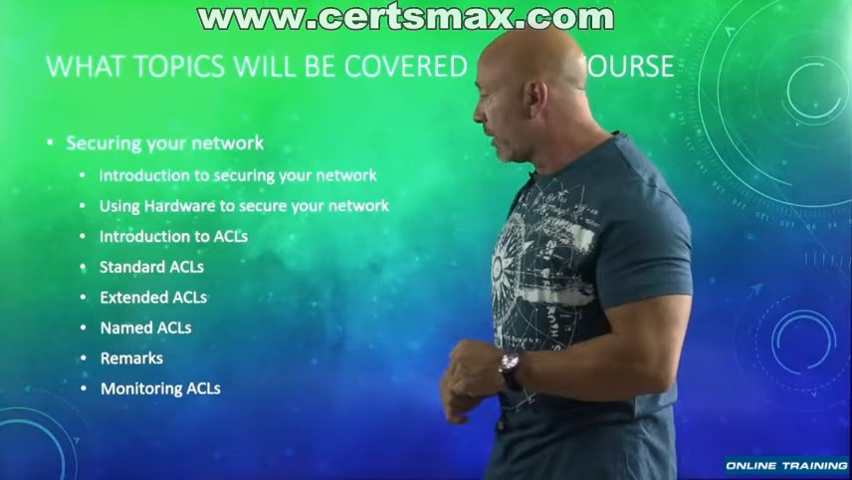 www.certsmax.com
WHAT TOPICS WILL BE COVERED OURSE
• Securing your network
• Introduction to securing your network
• Using Hardware to secure your network
• Introduction to ACLs
• Standard ACLs
• Extended ACLs
• Named ACLs
• Remarks
• Monitoring ACLs
ONLINE TRAINING